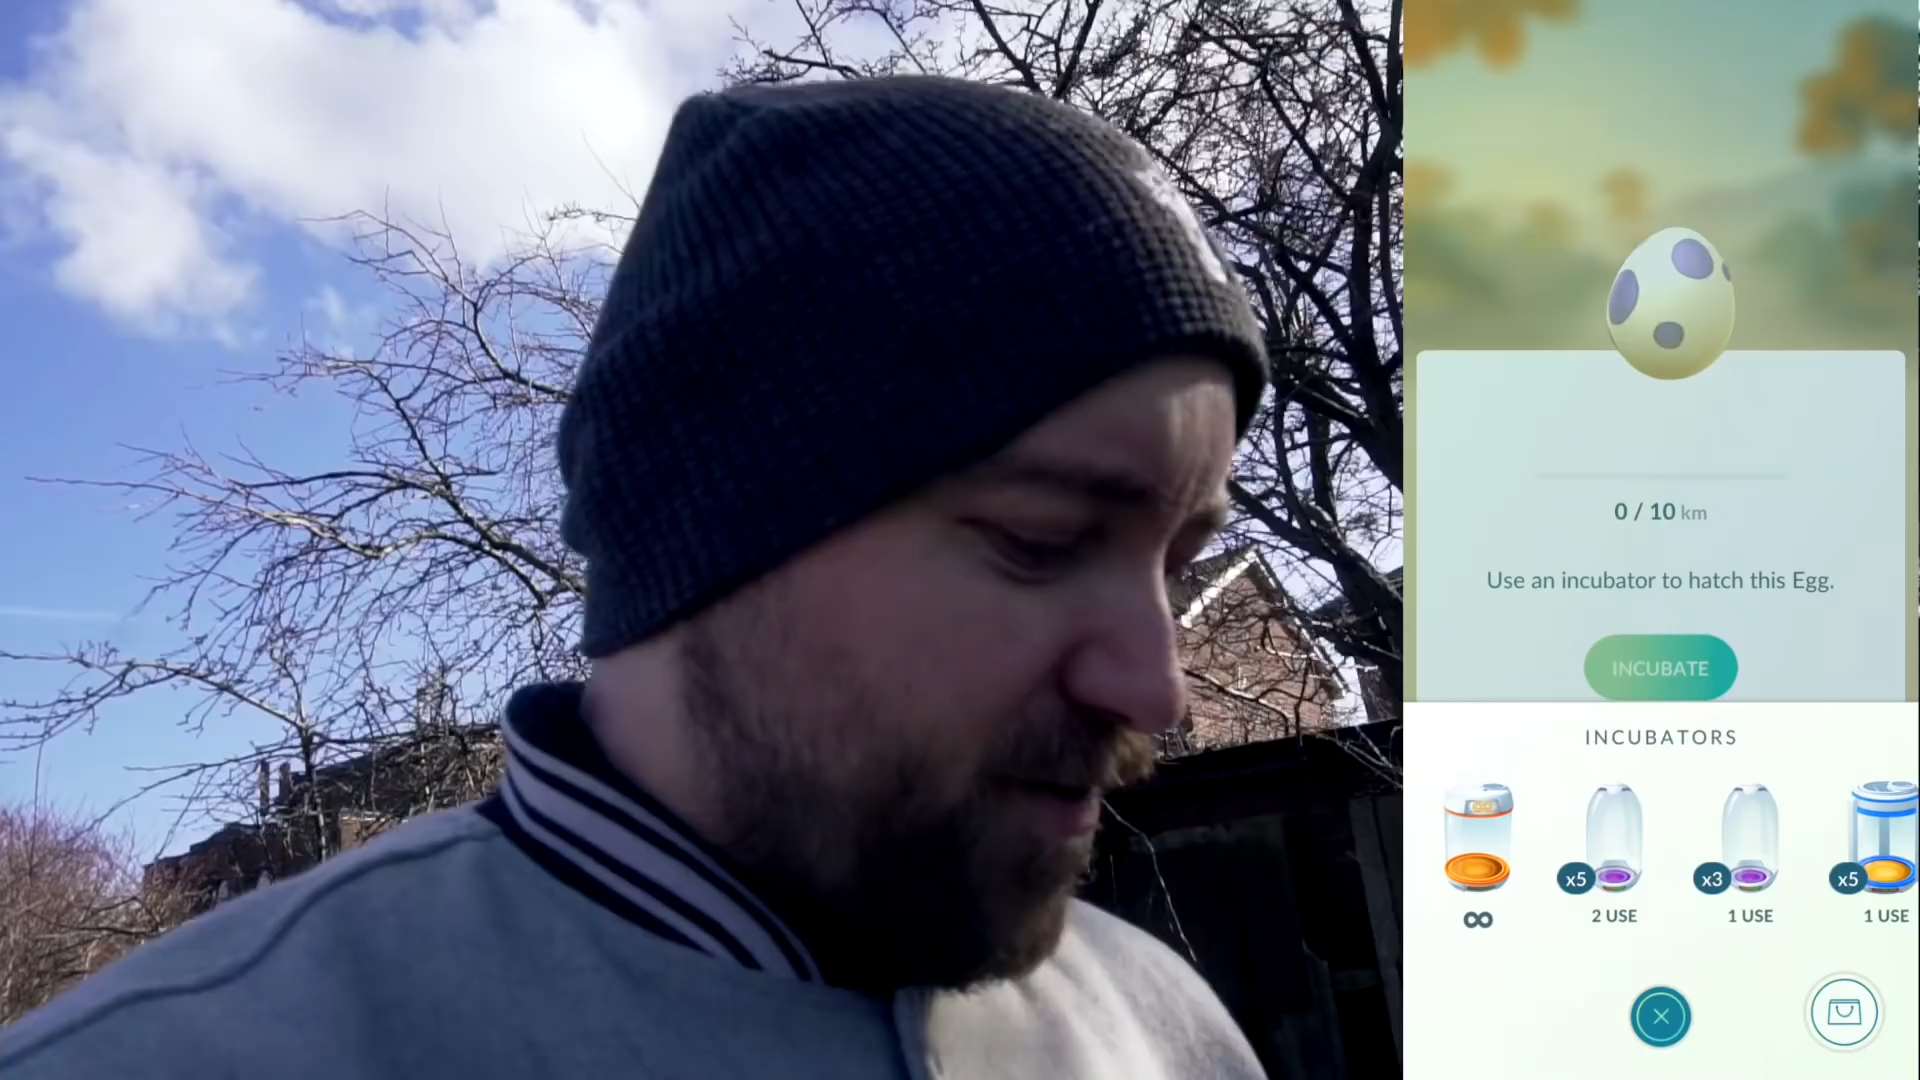 0 / 10 km
Use an incubator to hatch this Egg.
INCUBATE
INCUBATORS
x5
x3
x5
∞
2 USE
1 USE
1 USE